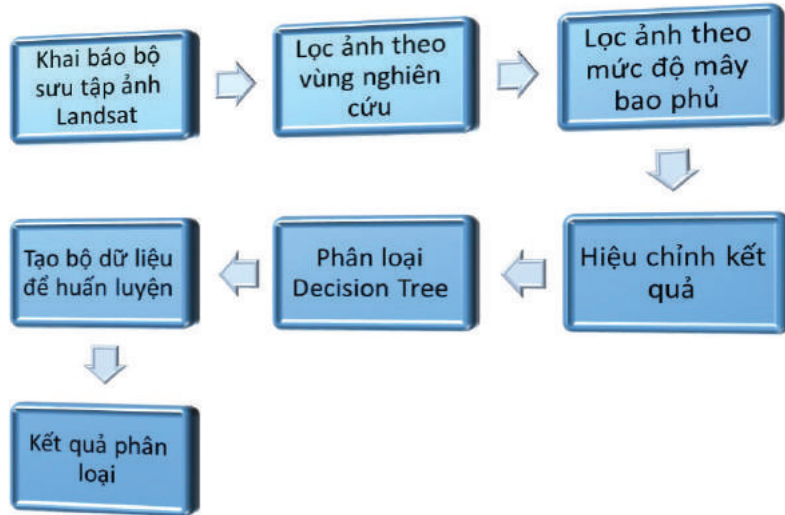 Khai báo bộ
sưu tập ảnh
Landsat
Lọc ảnh theo
vùng nghiên
cứu
Lọc ảnh theo
mức độ mây
bao phủ
Hiệu chỉnh kết
quả
Phân loại
Decision Tree
Tạo bộ dữ liệu
để huấn luyện
Kết quả phân
loại